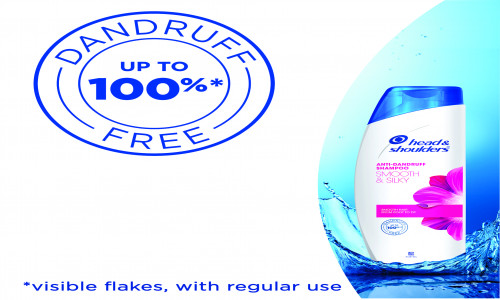 DANDRUFF
UP TO
100%*
FREE
head &
shoulders®
ANTI-DANDRUFF
SHAMPOO
SMOOTH
& SILKY
*visible flakes, with regular use